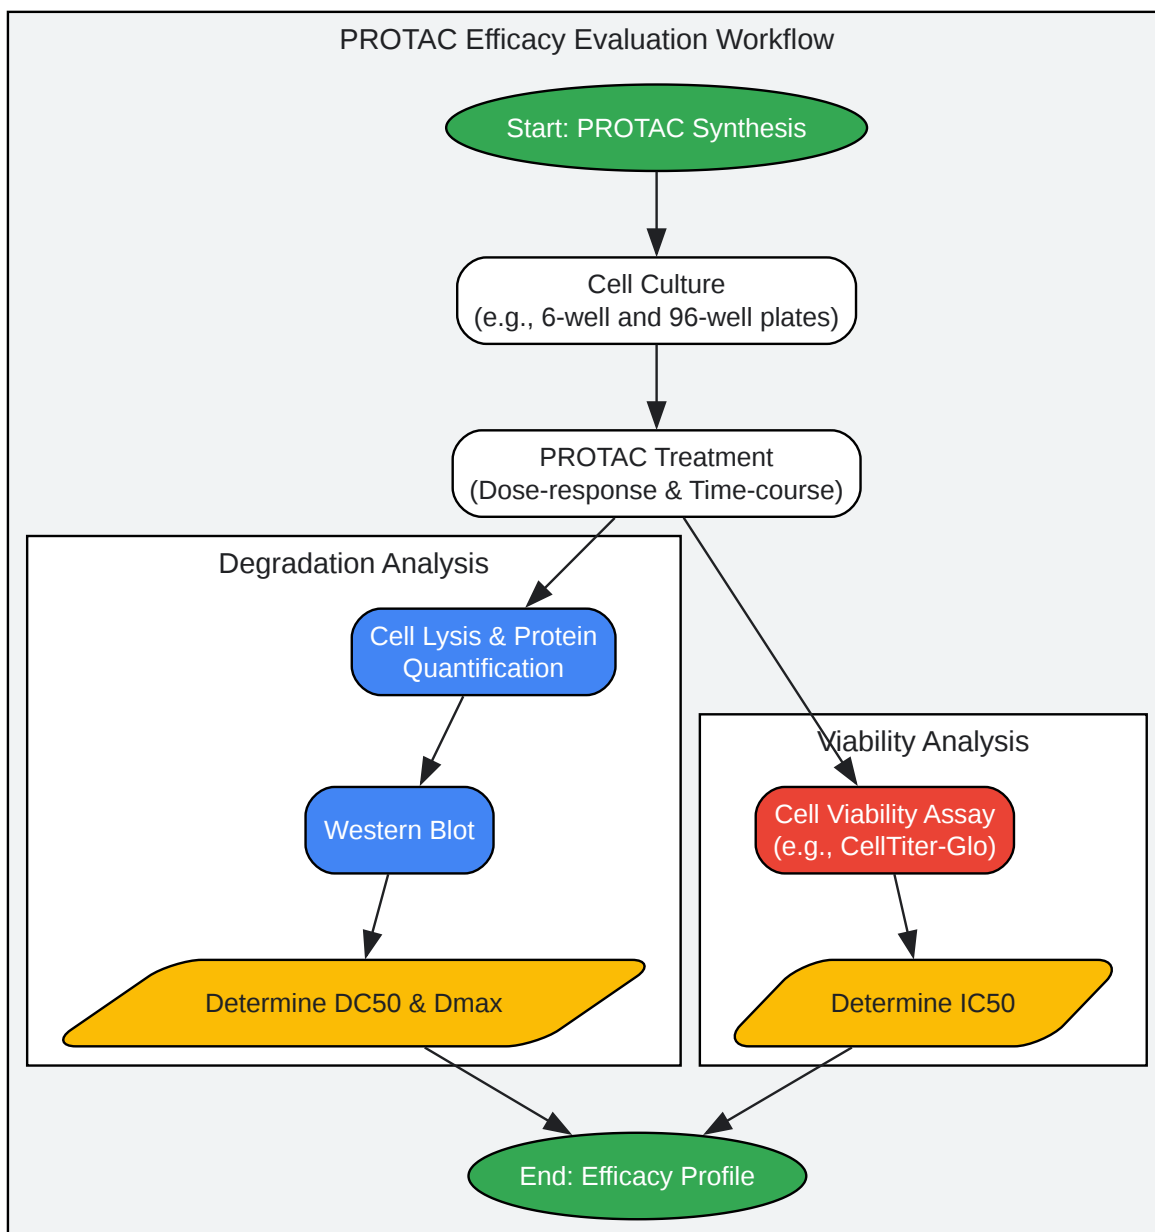 PROTAC Efficacy Evaluation Workflow
Start: PROTAC Synthesis
Cell Culture
(e.g., 6-well and 96-well plates)
PROTAC Treatment
(Dose-response & Time-course)
Degradation Analysis
Cell Lysis & Protein
Quantification
Western Blot
Determine DC50 & Dmax
Viability Analysis
Cell Viability Assay
(e.g., CellTiter-Glo)
Determine IC50
End: Efficacy Profile